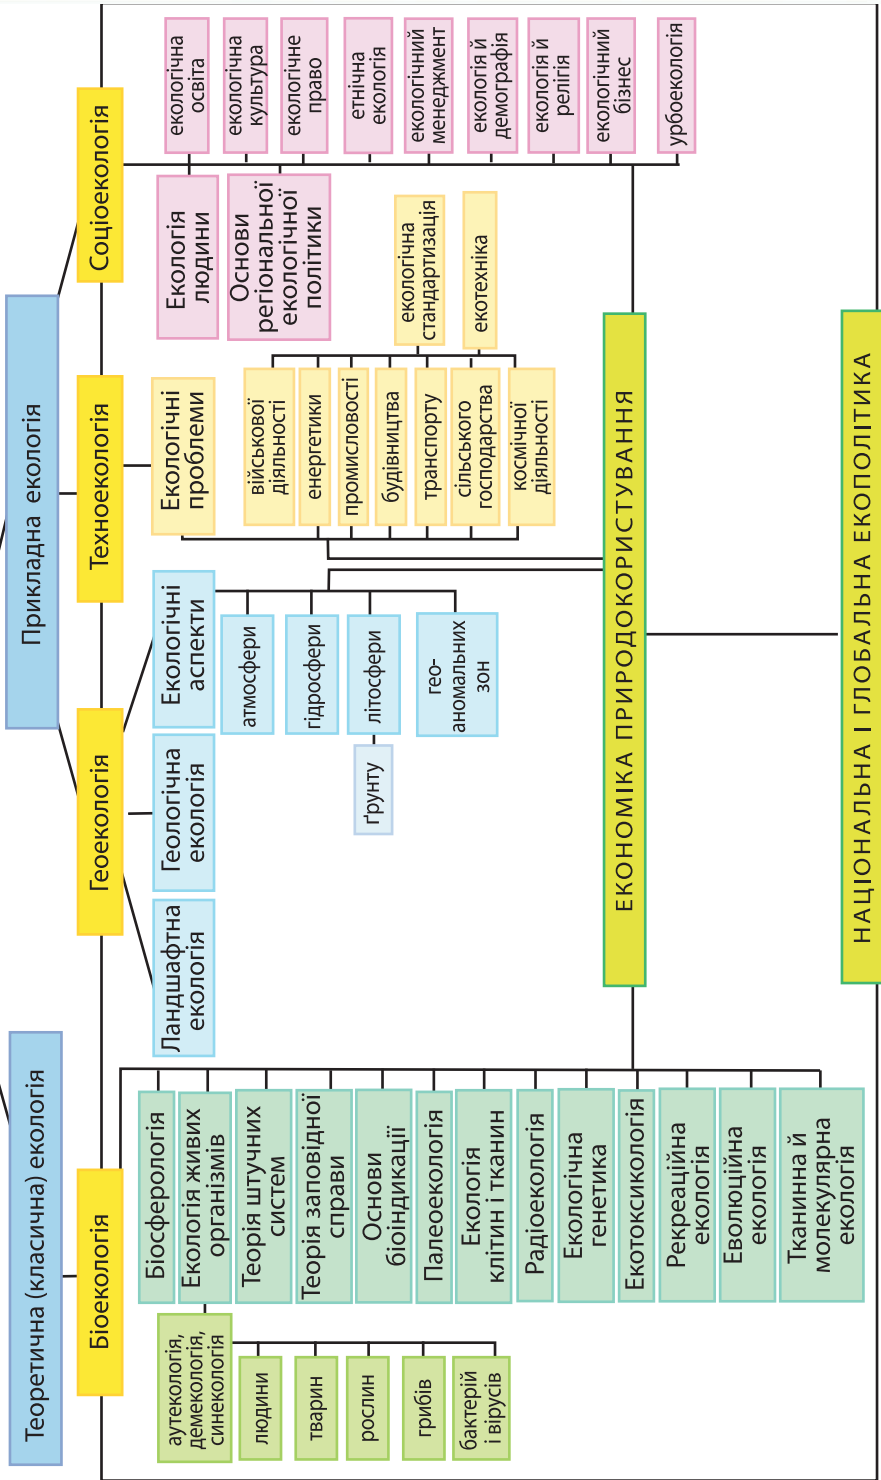 Теоретична (класична) екологія
Прикладна екологія
Біоекологія
Геоекологія
Техноекологія
Соціоекологія
Біосферологія
Екологія живих
організмів
Теорія штучних
систем
Теорія заповідної
справи
Основи
біоіндикації
Палеоекологія
Екологія
клітин і тканин
Радіоекологія
Екологічна
генетика
Екотоксикологія
Рекреаційна
екологія
Еволюційна
екологія
Тканинна й
молекулярна
екологія
аутекологія,
демекологія,
синекологія
людини
тварин
рослин
грибів
бактерій
і вірусів
Ландшафтна
екологія
Геологічна
екологія
Екологічні
аспекти
атмосфери
гідросфери
літосфери
гео-
аномальних
зон
ґрунту
Екологічні
проблеми
військової
діяльності
енергетики
промисловості
будівництва
транспорту
сільського
господарства
космічної
діяльності
екологічна
стандартизація
екотехніка
Екологія
людини
Основи
регіональної
екологічної
політики
екологічна
освіта
екологічна
культура
екологічне
право
етнічна
екологія
екологічний
менеджмент
екологія й
демографія
екологія й
релігія
екологічний
бізнес
урбоекологія
ЕКОНОМІКА ПРИРОДОКОРИСТУВАННЯ
НАЦІОНАЛЬНА І ГЛОБАЛЬНА ЕКОПОЛІТИКА